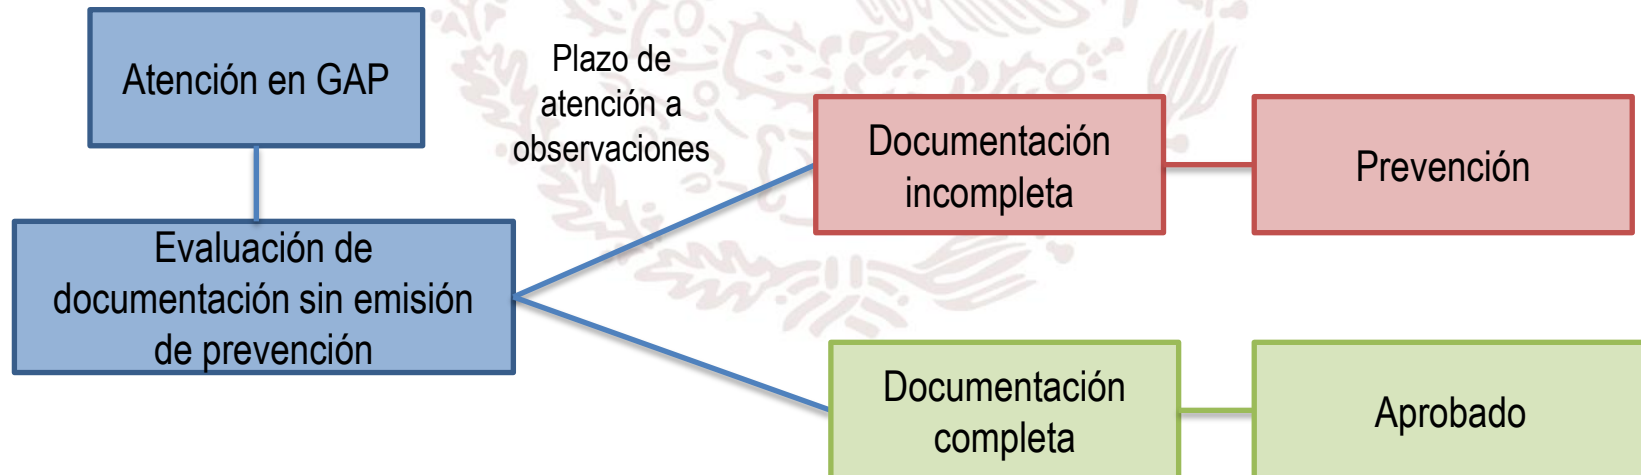 Atención en GAP
Plazo de
atención a
observaciones
Evaluación de
documentación sin emisión
de prevención
Documentación
incompleta
Prevención
Documentación
completa
Aprobado